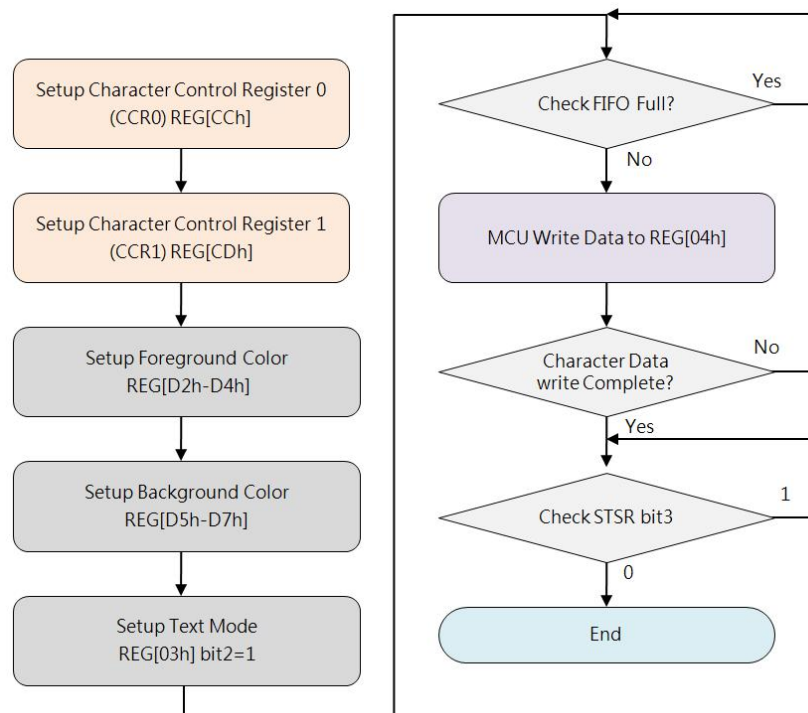 Setup Character Control Register 0
(CCR0) REG[CCh]
Setup Character Control Register 1
(CCR1) REG[CDh]
Setup Foreground Color
REG[D2h-D4h]
Setup Background Color
REG[D5h-D7h]
Setup Text Mode
REG[03h] bit2=1
Check FIFO Full?
Yes
No
MCU Write Data to REG[04h]
Character Data
write Complete?
No
Yes
Check STSR bit3
1
0
End